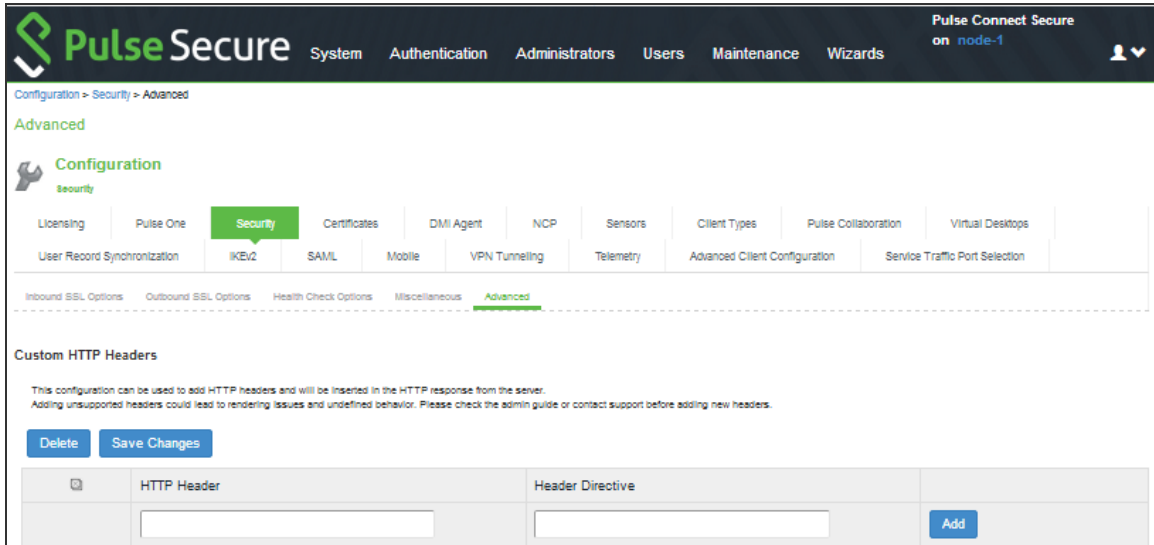 Pulse Secure System Authentication Administrators Users Maintenance Wizards
Pulse Connect Secure
on node-1
Configuration > Security > Advanced
Advanced
Configuration
Security
Licensing Pulse One Security Certificates DMI Agent NCP Sensors Client Types Pulse Collaboration Virtual Desktops
User Record Synchronization IKEv2 SAML Mobile VPN Tunneling Telemetry Advanced Client Configuration Service Traffic Port Selection
Inbound SSL Options Outbound SSL Options Health Check Options Miscellaneous Advanced
Custom HTTP Headers
This configuration can be used to add HTTP headers and will be inserted in the HTTP response from the server.
Adding unsupported headers could lead to rendering issues and undefined behavior. Please check the admin guide or contact support before adding new headers.
Delete Save Changes
HTTP Header Header Directive
Add